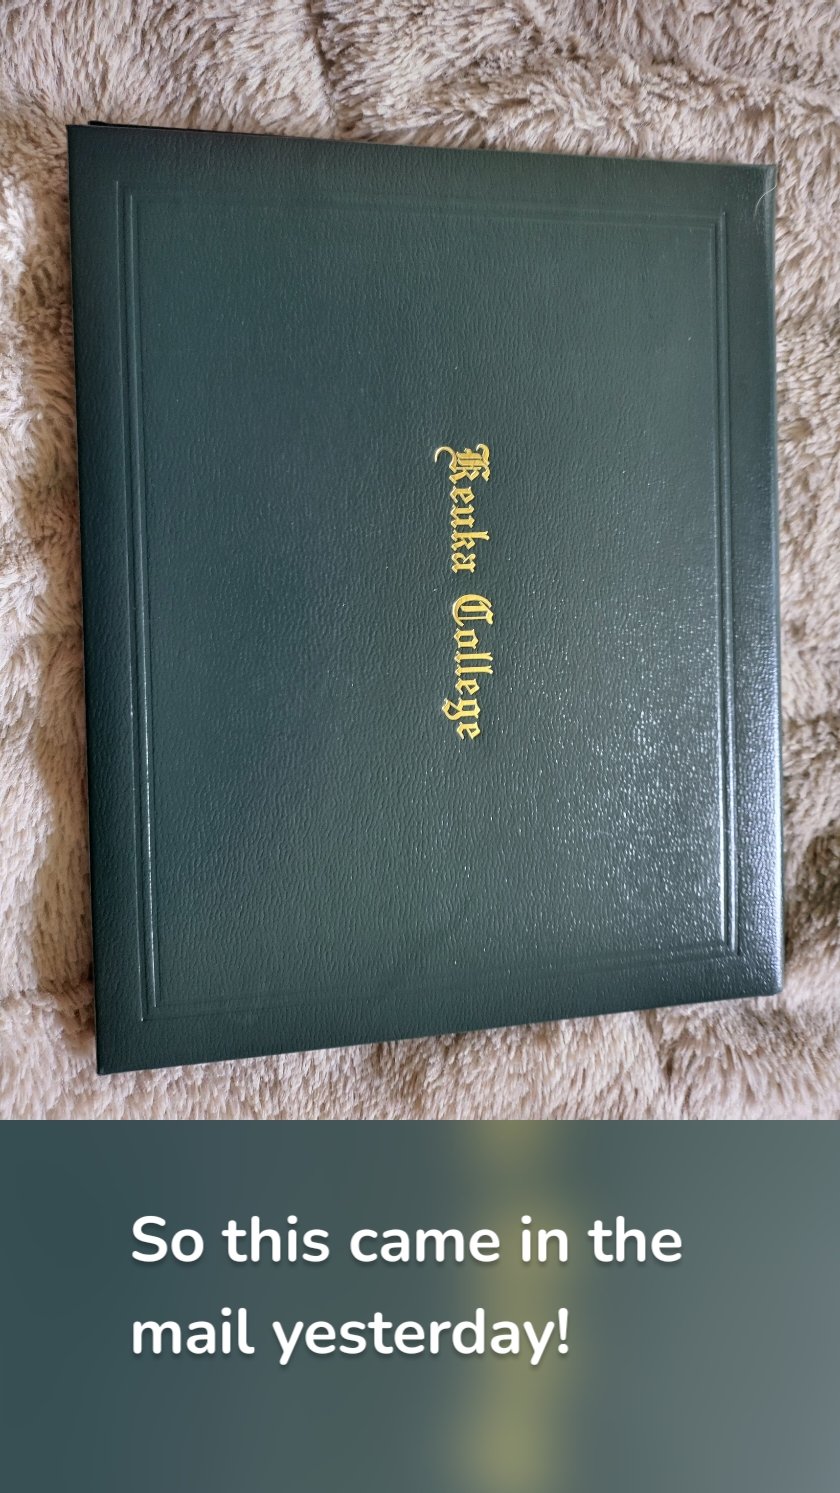 Keuka College
So this came in the
mail yesterday!